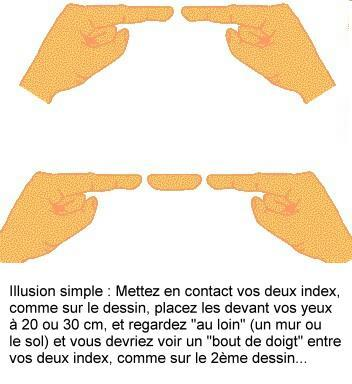 Illusion simple : Mettez en contact vos deux index,
comme sur le dessin, placez les devant vos yeux
à 20 ou 30 cm, et regardez "au loin" (un mur ou
le sol) et vous devriez voir un "bout de doigt" entre
vos deux index, comme sur le 2ème dessin...